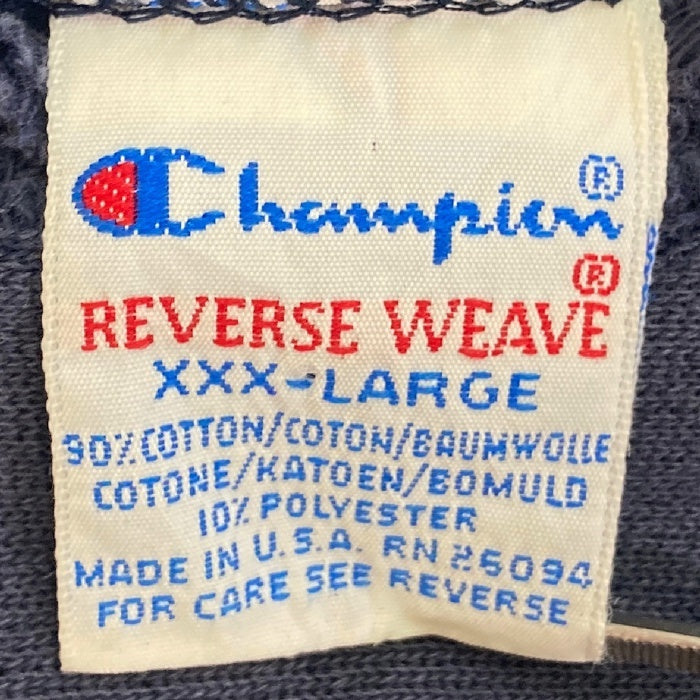 Champion®
®
REVERSE WEAVE
XXX-LARGE
90% COTTON/COTON/BAUMWOLLE
COTONE/KATOEN/BOMULD
10% POLYESTER
MADE IN U.S.A. RN 26094
FOR CARE SEE REVERSE